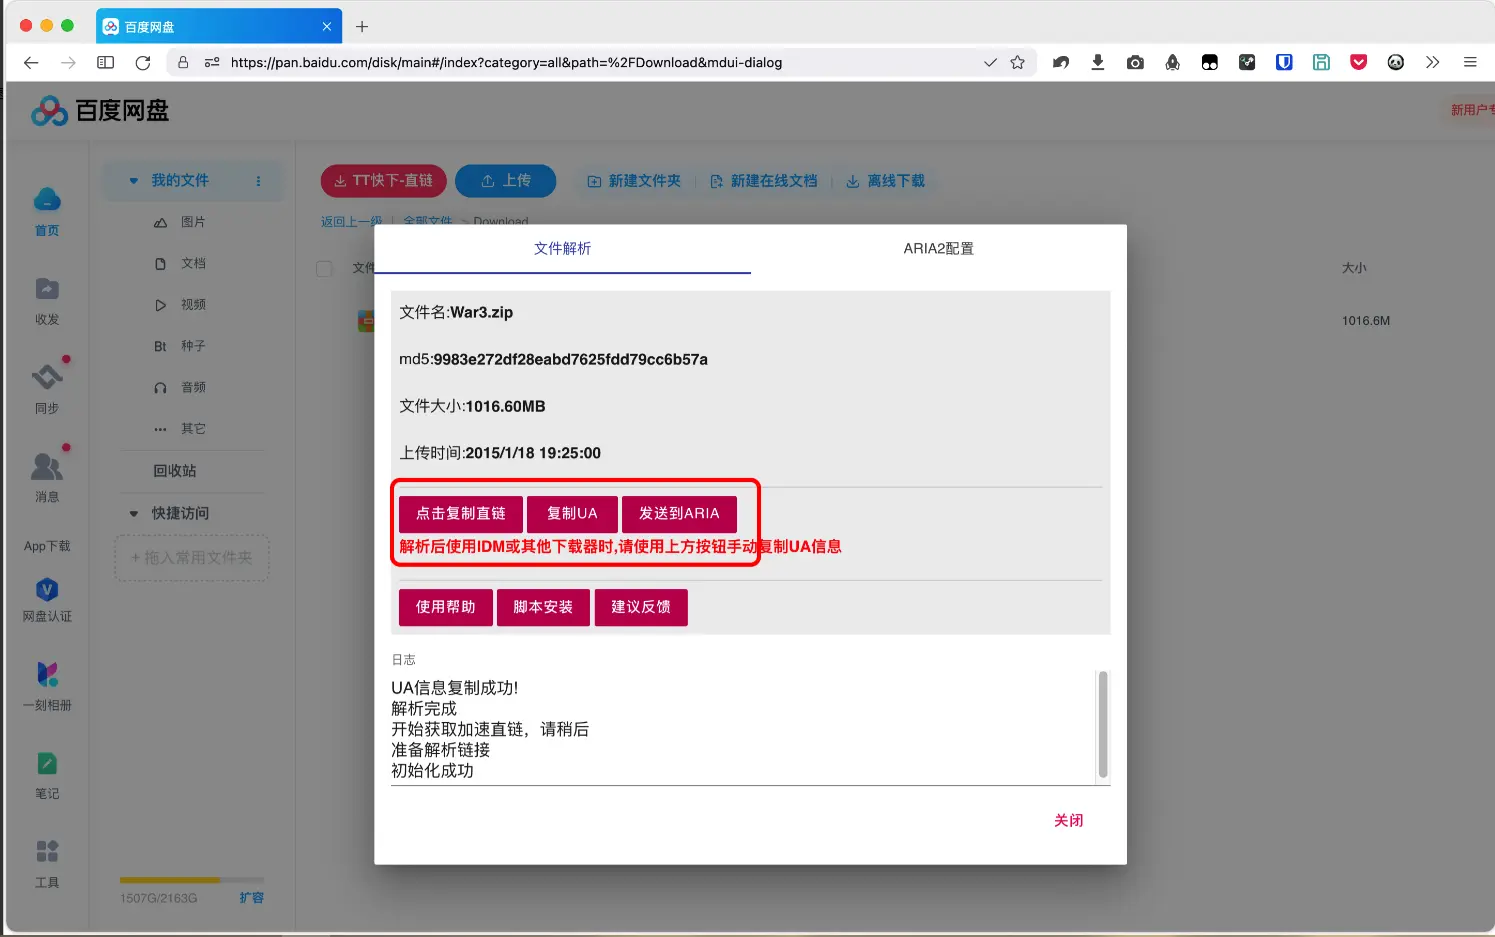 百度网盘
https://pan.baidu.com/disk/main#/index?category=all&path=%2FDownload&mdui-dialog
百度网盘
新用户专
首页
收发
同步
消息
App下载
网盘认证
一刻相册
笔记
工具
我的文件
图片
文档
视频
Bt 种子
音频
其它
回收站
快捷访问
+ 拖入常用文件夹
1507G/2163G 扩容
TT快下-直链 上传 新建文件夹 新建在线文档 离线下载
返回上一级 | 全部文件 > Download
文件 大小
1016.6M
文件解析 ARIA2配置
文件名:War3.zip
md5:9983e272df28eabd7625fdd79cc6b57a
文件大小:1016.60MB
上传时间:2015/1/18 19:25:00
点击复制直链 复制UA 发送到ARIA
解析后使用IDM或其他下载器时,请使用上方按钮手动复制UA信息
使用帮助 脚本安装 建议反馈
日志
UA信息复制成功!
解析完成
开始获取加速直链，请稍后
准备解析链接
初始化成功
关闭